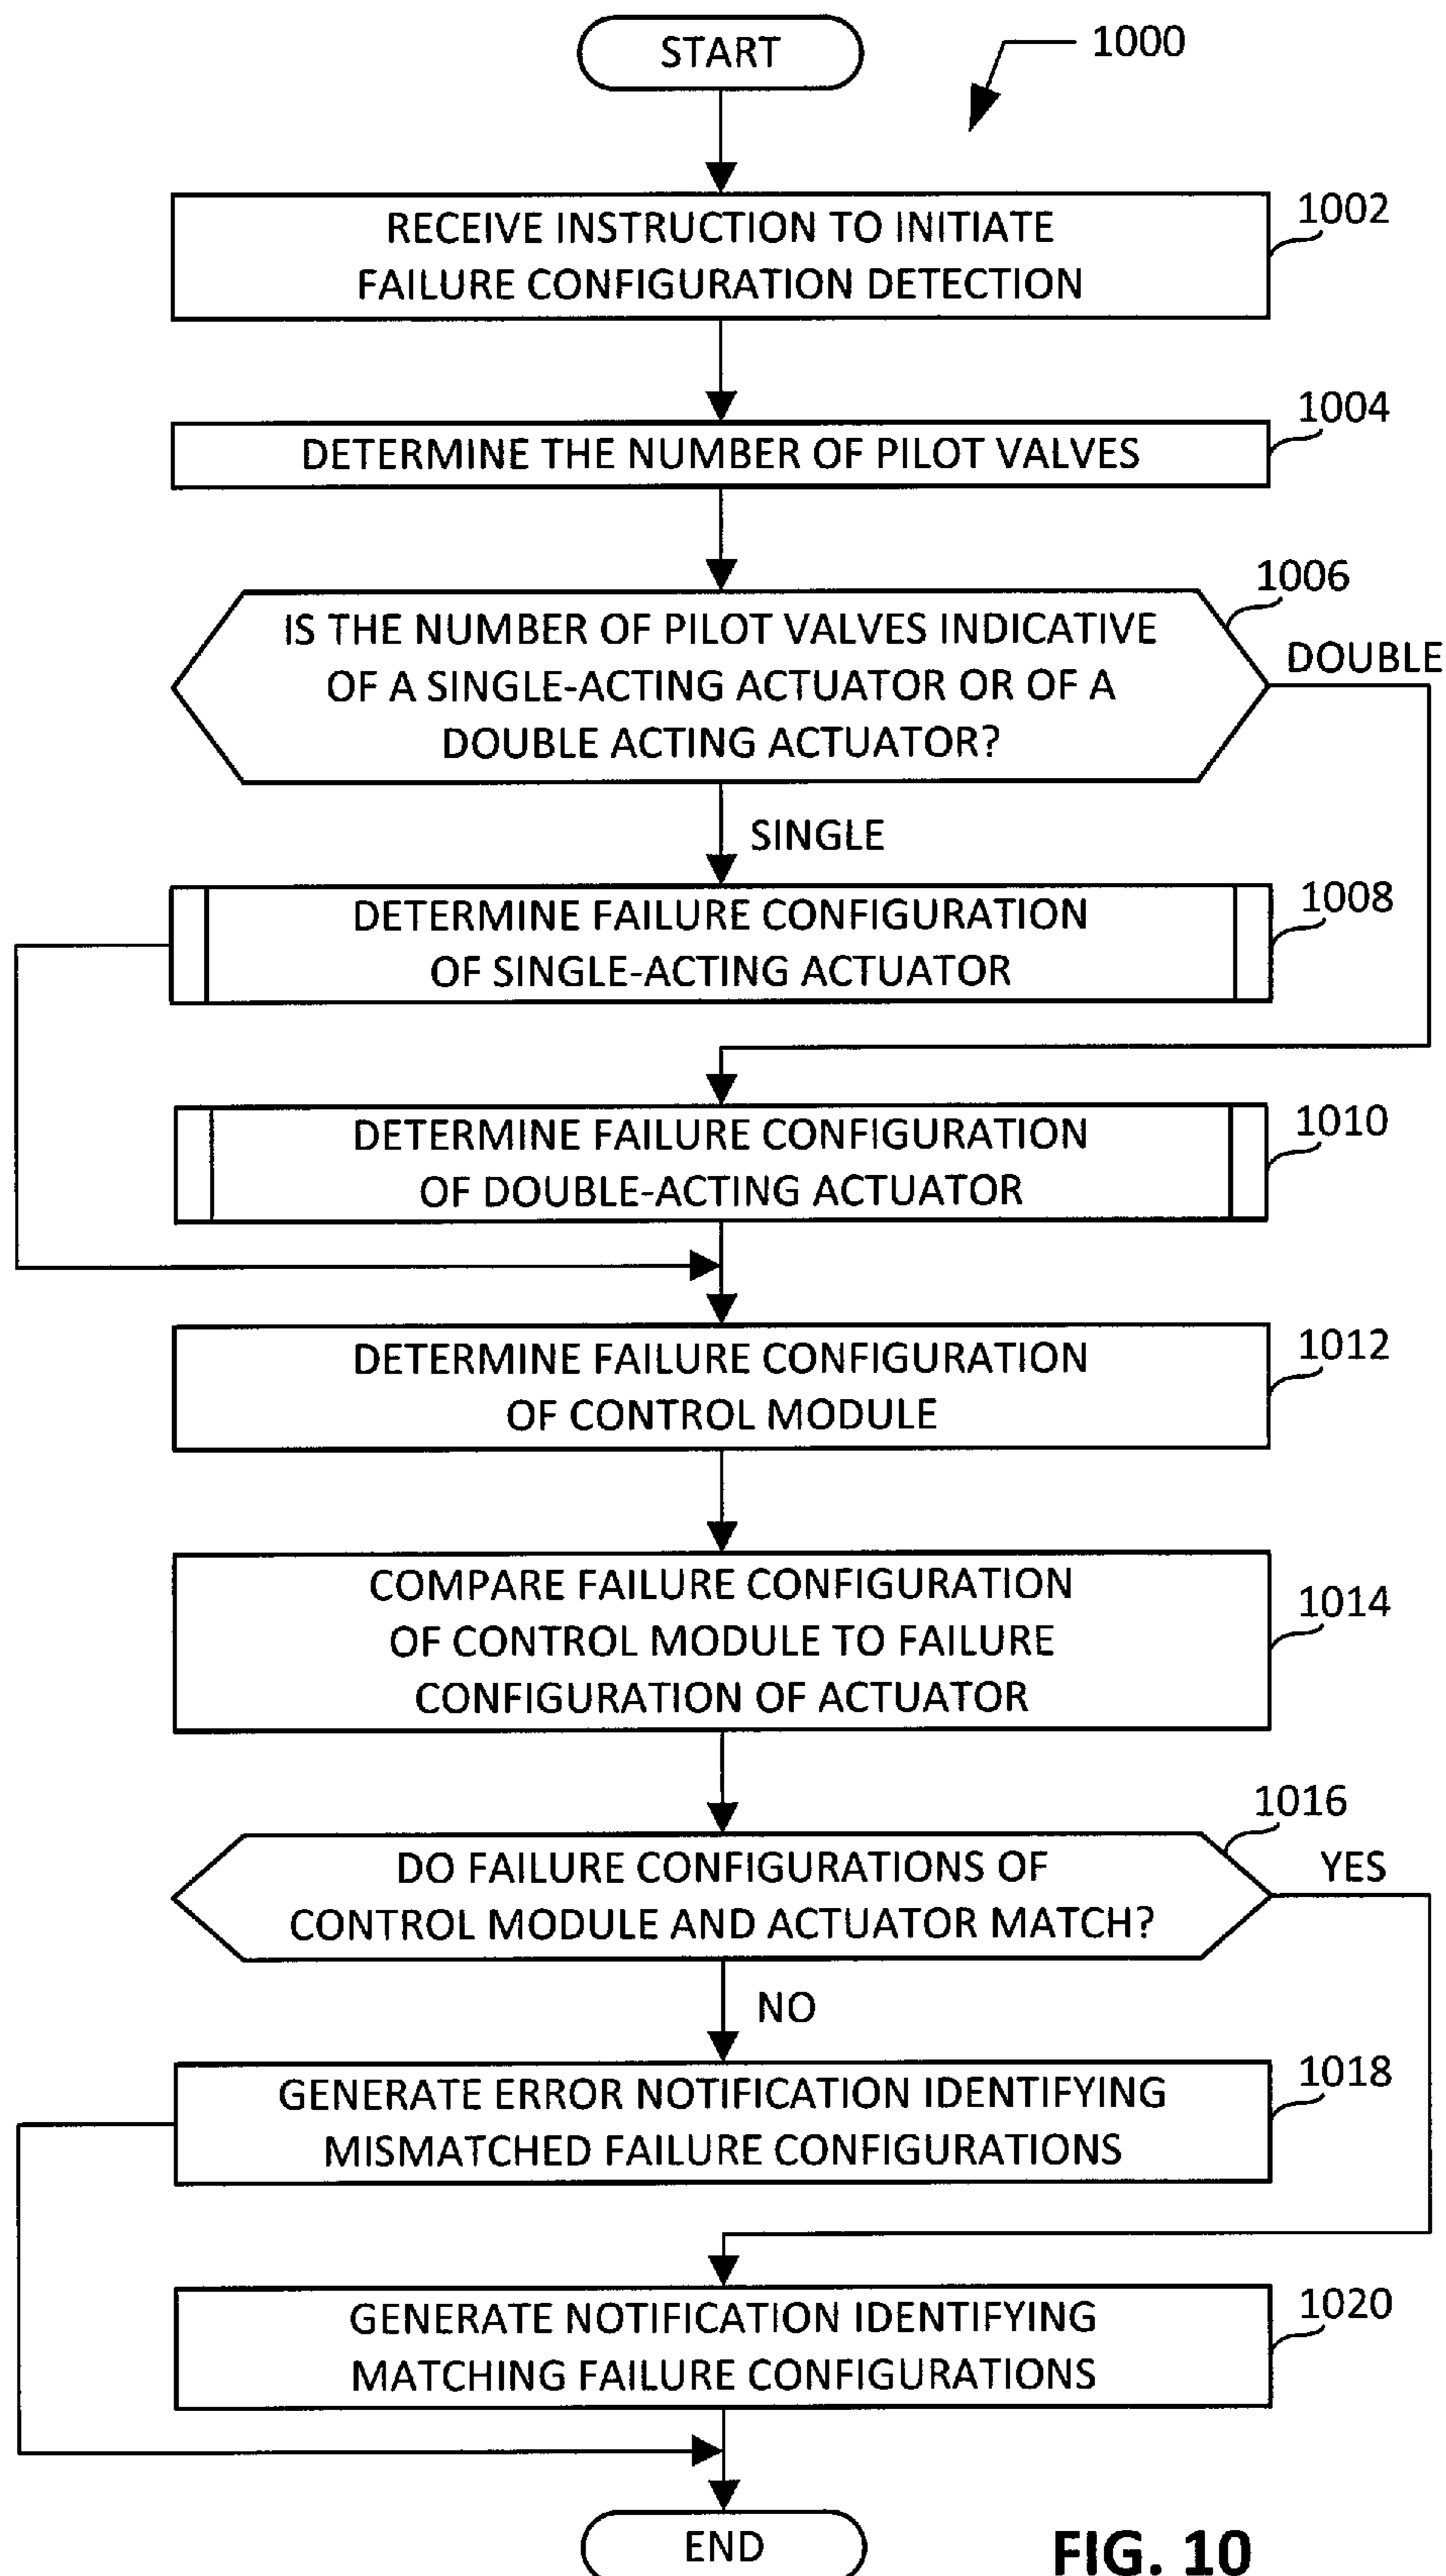 START
1000
RECEIVE INSTRUCTION TO INITIATE
FAILURE CONFIGURATION DETECTION
1002
DETERMINE THE NUMBER OF PILOT VALVES
1004
IS THE NUMBER OF PILOT VALVES INDICATIVE
OF A SINGLE-ACTING ACTUATOR OR OF A
DOUBLE ACTING ACTUATOR?
1006
DOUBLE
SINGLE
DETERMINE FAILURE CONFIGURATION
OF SINGLE-ACTING ACTUATOR
1008
DETERMINE FAILURE CONFIGURATION
OF DOUBLE-ACTING ACTUATOR
1010
DETERMINE FAILURE CONFIGURATION
OF CONTROL MODULE
1012
COMPARE FAILURE CONFIGURATION
OF CONTROL MODULE TO FAILURE
CONFIGURATION OF ACTUATOR
1014
DO FAILURE CONFIGURATIONS OF
CONTROL MODULE AND ACTUATOR MATCH?
1016
YES
NO
GENERATE ERROR NOTIFICATION IDENTIFYING
MISMATCHED FAILURE CONFIGURATIONS
1018
GENERATE NOTIFICATION IDENTIFYING
MATCHING FAILURE CONFIGURATIONS
1020
END
FIG. 10